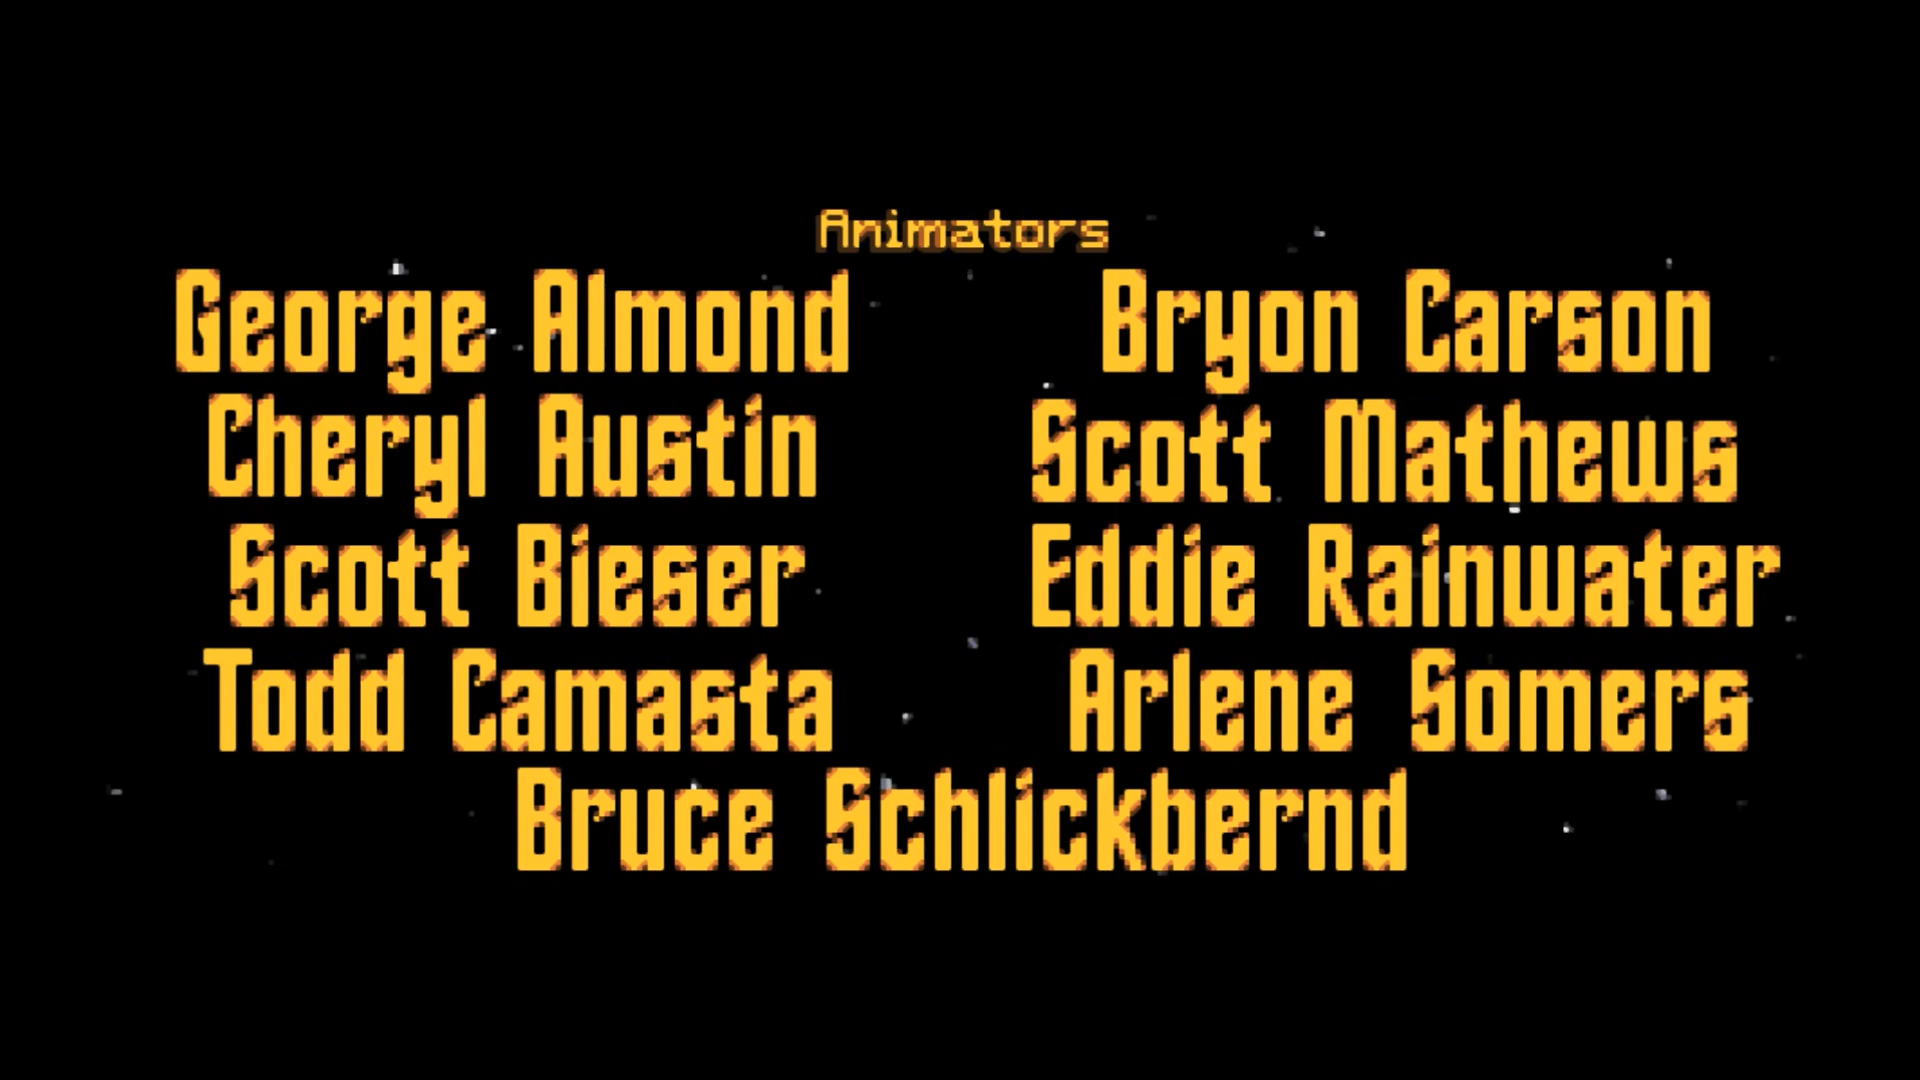 Animators
George Almond Bryon Carson
Cheryl Austin Scott Mathews
Scott Bieser Eddie Rainwater
Todd Camasta Arlene Somers
Bruce Schlickbernd